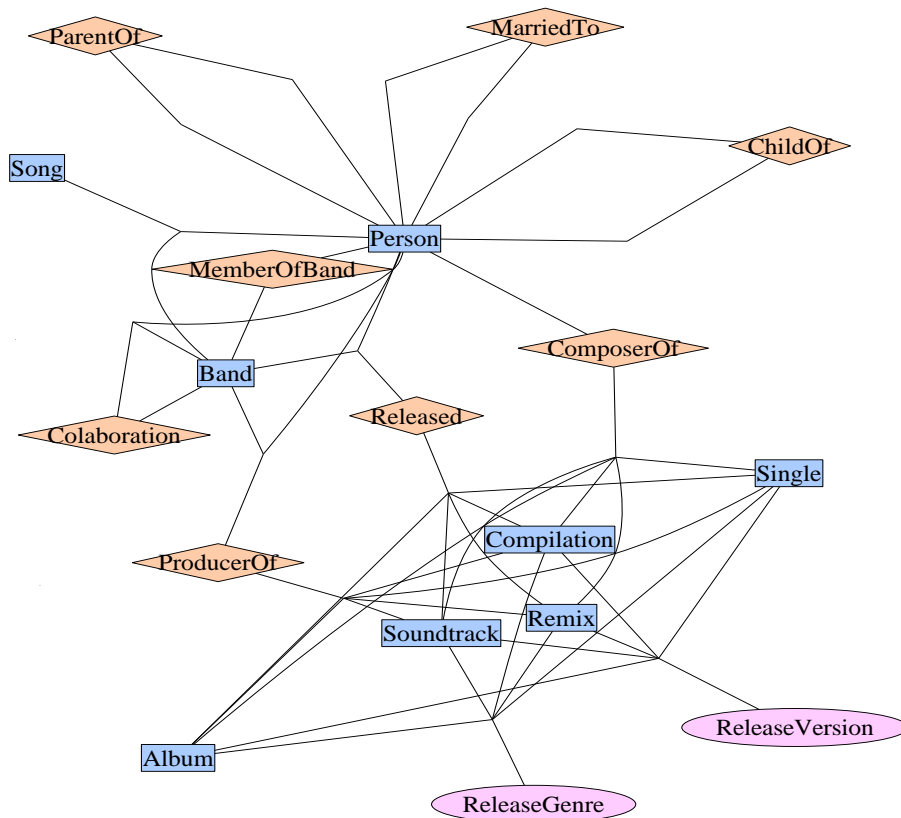 ParentOf
MarriedTo
ChildOf
Song
Person
MemberOfBand
ComposerOf
Band
Released
Colaboration
Single
Compilation
ProducerOf
Remix
Soundtrack
ReleaseVersion
Album
ReleaseGenre